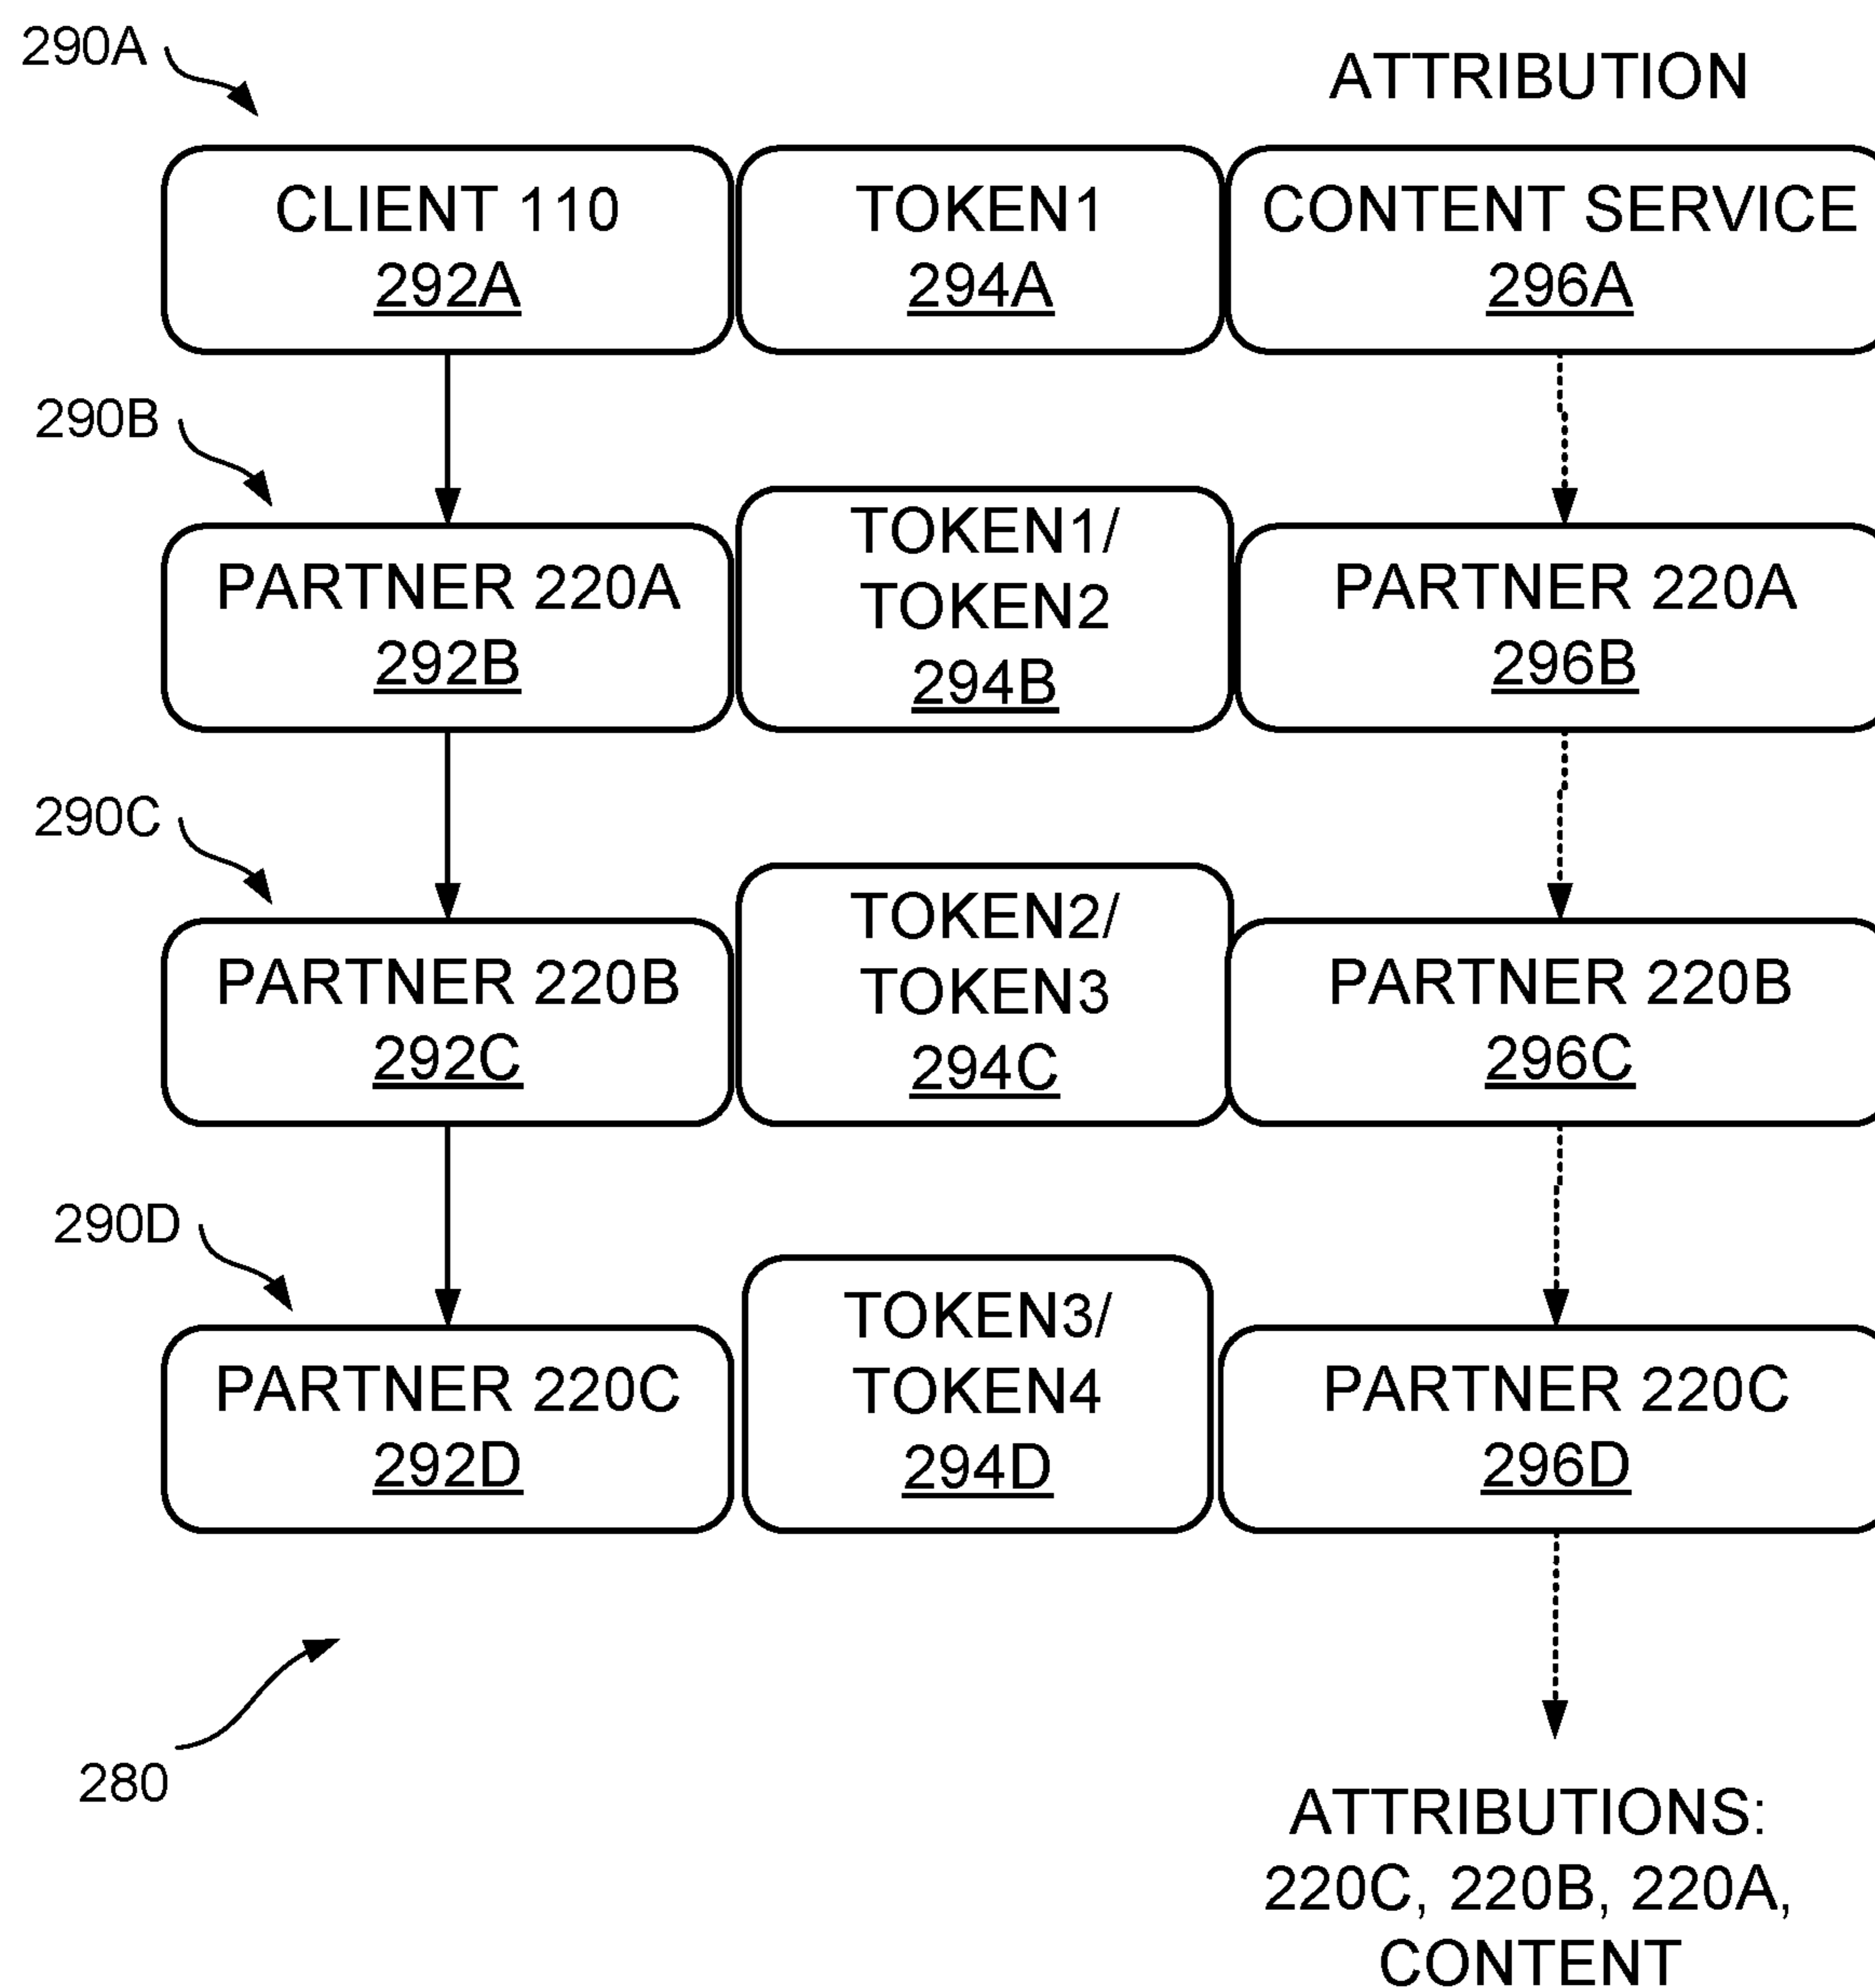 290A
ATTRIBUTION
CLIENT 110
292A
TOKEN1
294A
CONTENT SERVICE
296A
290B
PARTNER 220A
292B
TOKEN1/
TOKEN2
294B
PARTNER 220A
296B
290C
PARTNER 220B
292C
TOKEN2/
TOKEN3
294C
PARTNER 220B
296C
290D
PARTNER 220C
292D
TOKEN3/
TOKEN4
294D
PARTNER 220C
296D
280
ATTRIBUTIONS:
220C, 220B, 220A,
CONTENT